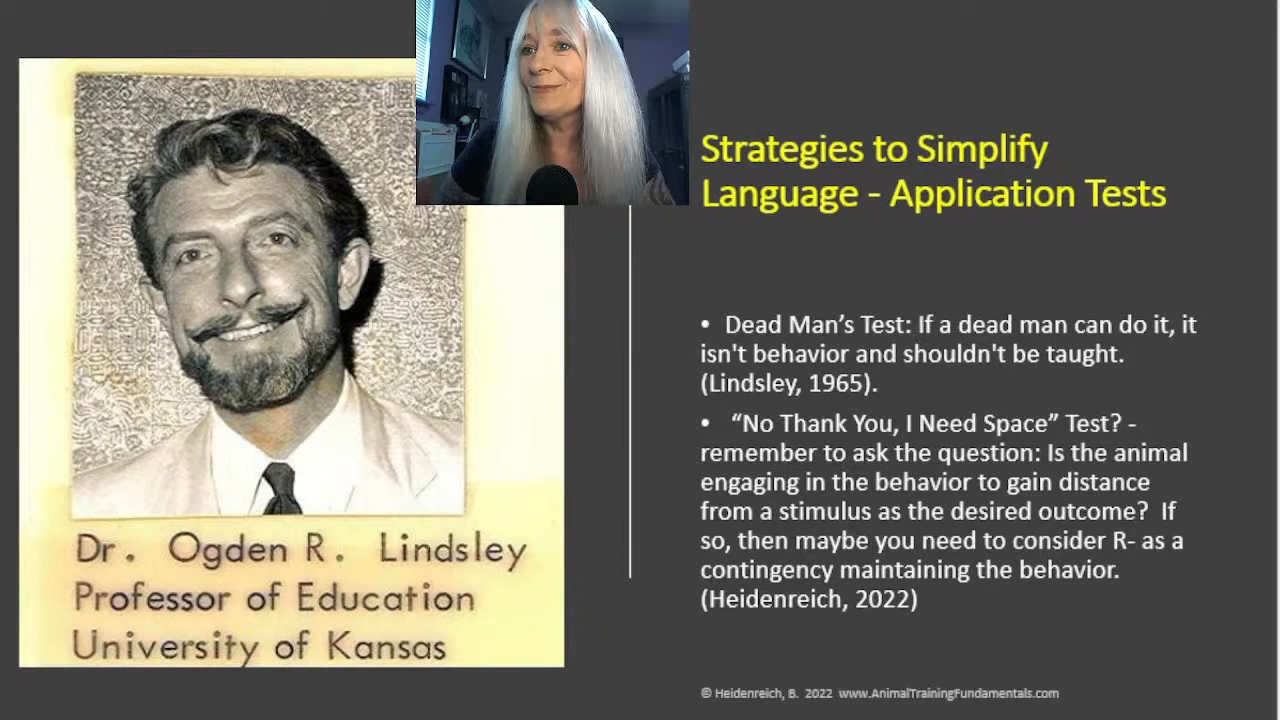 Dr. Ogden R. Lindsley
Professor of Education
University of Kansas
Strategies to Simplify
Language - Application Tests
• Dead Man's Test: If a dead man can do it, it
isn't behavior and shouldn't be taught.
(Lindsley, 1965).
• “No Thank You, I Need Space” Test? -
remember to ask the question: Is the animal
engaging in the behavior to gain distance
from a stimulus as the desired outcome? If
so, then maybe you need to consider R- as a
contingency maintaining the behavior.
(Heidenreich, 2022)
© Heidenreich, B. 2022 www.AnimalTrainingFundamentals.com